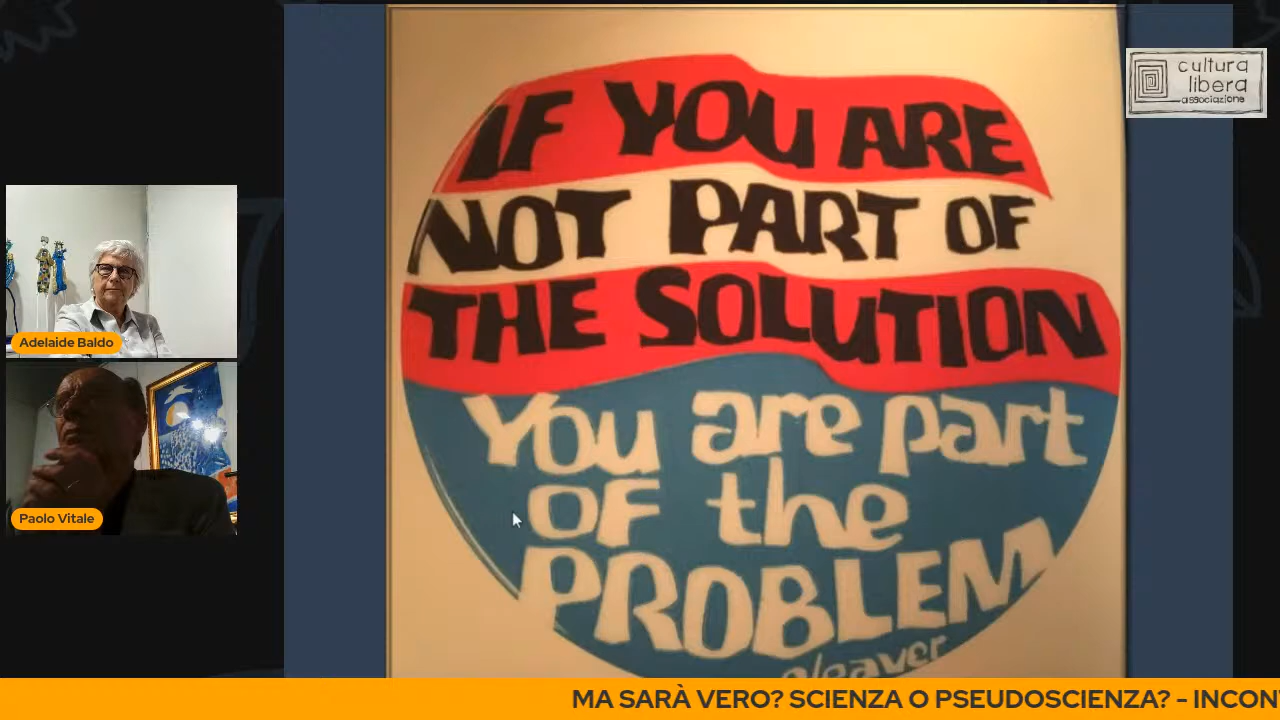 IF YOU ARE
NOT PART OF
THE SOLUTION
You are part
OF the
PROBLEM
cleaver
cultura
libera
associazione
Adelaide Baldo
Paolo Vitale
MA SARÀ VERO? SCIENZA O PSEUDOSCIENZA? - INCON